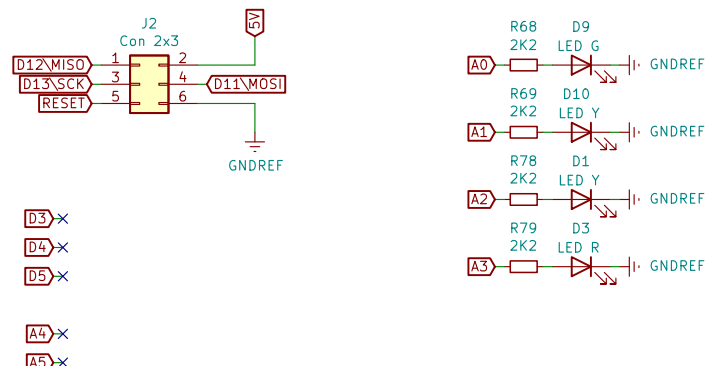 J2
Con 2x3
5V
D12\MISO 1 2
D13\SCK 3 4 D11\MOSI
RESET 5 6
GNDREF
D3
D4
D5
A4
A5
R68 D9
2K2 LED G
A0 GNDREF
R69 D10
2K2 LED Y
A1 GNDREF
R78 D1
2K2 LED Y
A2 GNDREF
R79 D3
2K2 LED R
A3 GNDREF